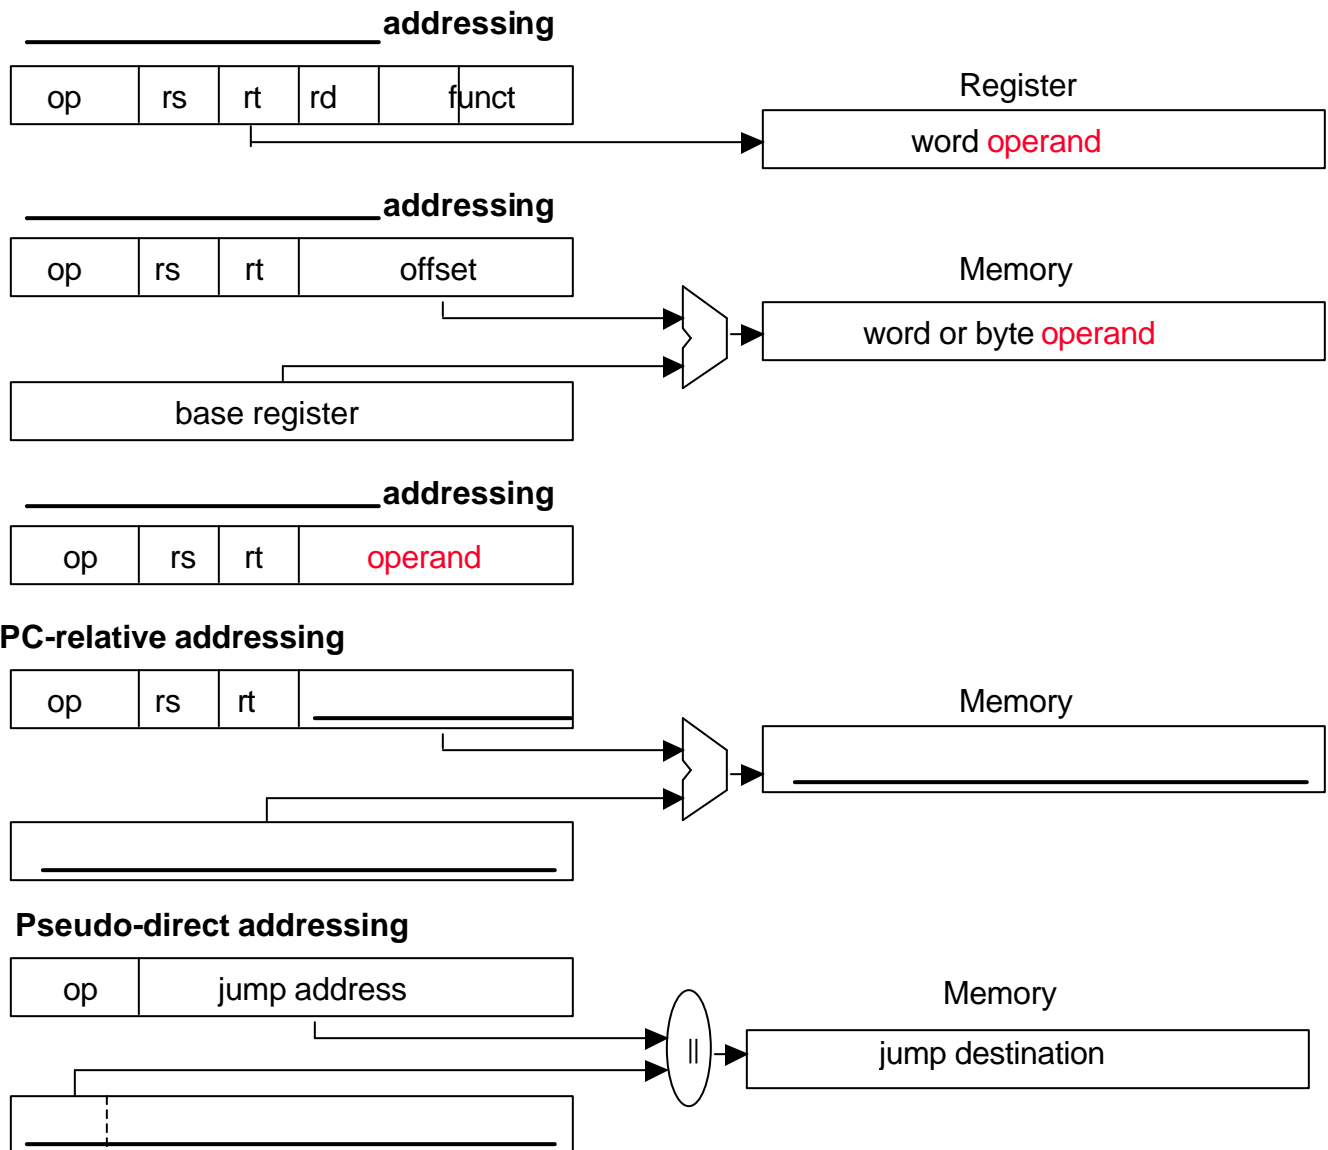 addressing
op rs rt rd funct
Register
word operand
addressing
op rs rt offset
Memory
word or byte operand
base register
addressing
op rs rt operand
PC-relative addressing
op rs rt
Memory
Pseudo-direct addressing
op jump address
Memory
||
jump destination